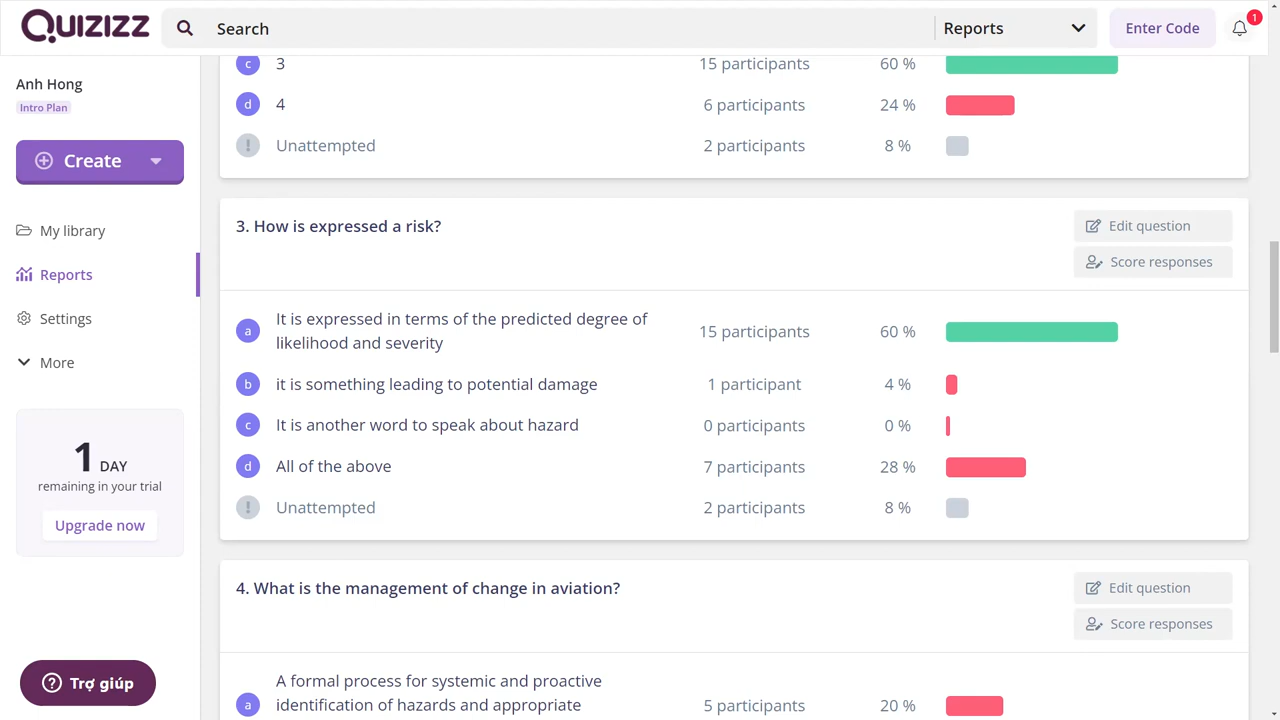 QUIZIZZ
Search
Reports
Enter Code
1
Anh Hong
Intro Plan
Create
My library
Reports
Settings
More
1 DAY
remaining in your trial
Upgrade now
Trợ giúp
c 3 15 participants 60 %
d 4 6 participants 24 %
! Unattempted 2 participants 8 %
3. How is expressed a risk?
Edit question
Score responses
a It is expressed in terms of the predicted degree of
likelihood and severity 15 participants 60 %
b it is something leading to potential damage 1 participant 4 %
c It is another word to speak about hazard 0 participants 0 %
d All of the above 7 participants 28 %
! Unattempted 2 participants 8 %
4. What is the management of change in aviation?
Edit question
Score responses
a A formal process for systemic and proactive
identification of hazards and appropriate 5 participants 20 %